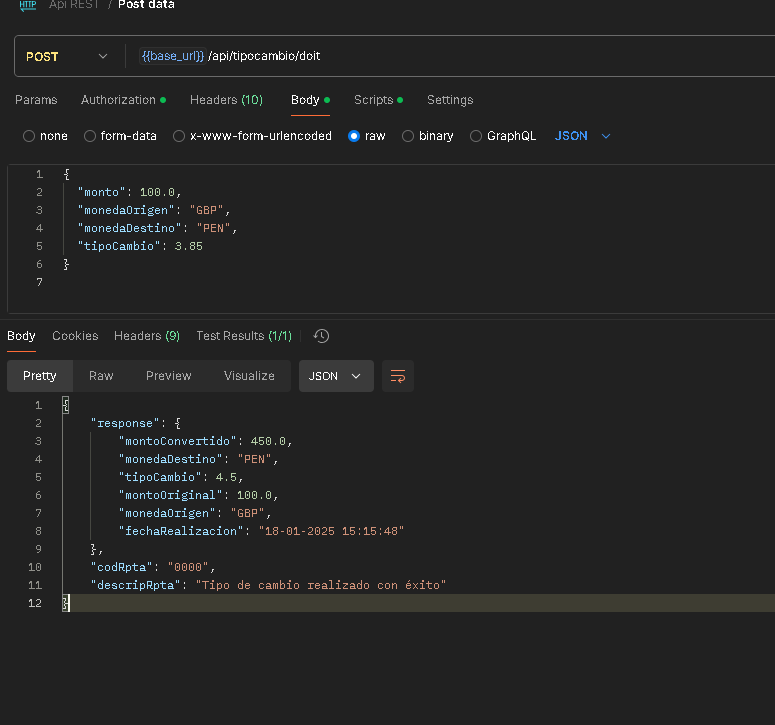 HTTP Api REST / Post data
POST {{base_url}} /api/tipocambio/doit
Params Authorization Headers (10) Body Scripts Settings
none form-data x-www-form-urlencoded raw binary GraphQL JSON
1 {
2 "monto": 100.0,
3 "monedaOrigen": "GBP",
4 "monedaDestino": "PEN",
5 "tipoCambio": 3.85
6 }
7
Body Cookies Headers (9) Test Results (1/1)
Pretty Raw Preview Visualize JSON
1 {
2 "response": {
3 "montoConvertido": 450.0,
4 "monedaDestino": "PEN",
5 "tipoCambio": 4.5,
6 "montoOriginal": 100.0,
7 "monedaOrigen": "GBP",
8 "fechaRealizacion": "18-01-2025 15:15:48"
9 },
10 "codRpta": "0000",
11 "descripRpta": "Tipo de cambio realizado con éxito"
12 }